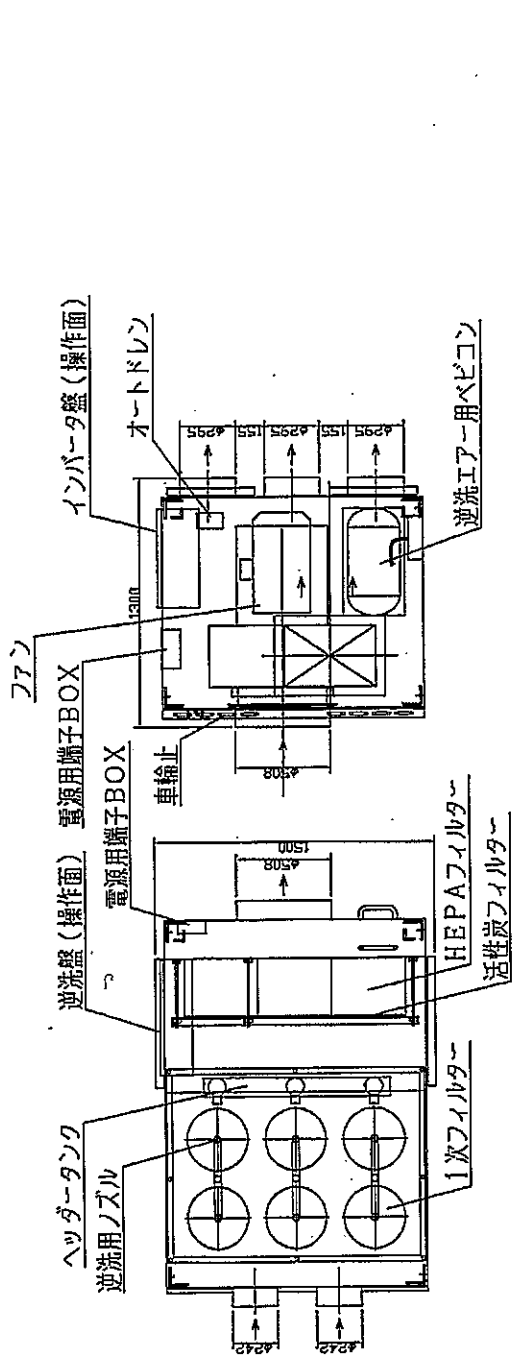 インバータ盤(操作面)
オートドレン
ファン
電源用端子BOX
車輪止
1300
φ295
155
φ295
155
φ295
φ508
逆洗エアー用ベビコン
逆洗盤(操作面)
電源用端子BOX
ヘッダータンク
逆洗用ノズル
1500
φ508
HEPAフィルター
活性炭フィルター
1次フィルター
φ242
φ242